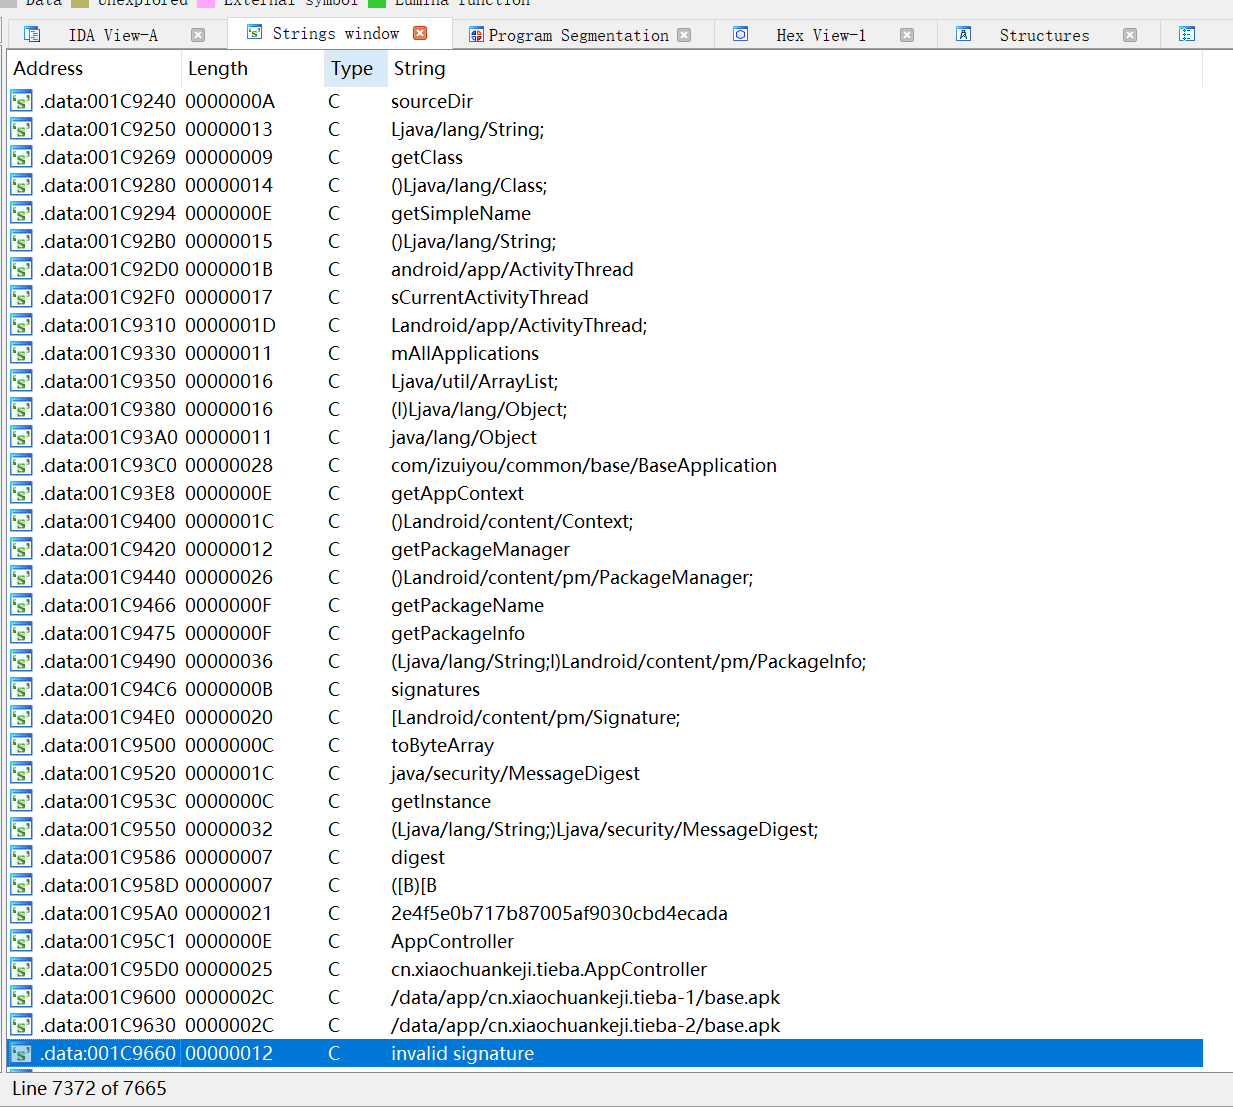 Data Unexplored External symbol Lumina function
IDA View-A Strings window Program Segmentation Hex View-1 Structures
Address Length Type String
.data:001C9240 0000000A C sourceDir
.data:001C9250 00000013 C Ljava/lang/String;
.data:001C9269 00000009 C getClass
.data:001C9280 00000014 C ()Ljava/lang/Class;
.data:001C9294 0000000E C getSimpleName
.data:001C92B0 00000015 C ()Ljava/lang/String;
.data:001C92D0 0000001B C android/app/ActivityThread
.data:001C92F0 00000017 C sCurrentActivityThread
.data:001C9310 0000001D C Landroid/app/ActivityThread;
.data:001C9330 00000011 C mAllApplications
.data:001C9350 00000016 C Ljava/util/ArrayList;
.data:001C9380 00000016 C (I)Ljava/lang/Object;
.data:001C93A0 00000011 C java/lang/Object
.data:001C93C0 00000028 C com/izuiyou/common/base/BaseApplication
.data:001C93E8 0000000E C getAppContext
.data:001C9400 0000001C C ()Landroid/content/Context;
.data:001C9420 00000012 C getPackageManager
.data:001C9440 00000026 C ()Landroid/content/pm/PackageManager;
.data:001C9466 0000000F C getPackageName
.data:001C9475 0000000F C getPackageInfo
.data:001C9490 00000036 C (Ljava/lang/String;I)Landroid/content/pm/PackageInfo;
.data:001C94C6 0000000B C signatures
.data:001C94E0 00000020 C [Landroid/content/pm/Signature;
.data:001C9500 0000000C C toByteArray
.data:001C9520 0000001C C java/security/MessageDigest
.data:001C953C 0000000C C getInstance
.data:001C9550 00000032 C (Ljava/lang/String;)Ljava/security/MessageDigest;
.data:001C9586 00000007 C digest
.data:001C958D 00000007 C ([B)[B
.data:001C95A0 00000021 C 2e4f5e0b717b87005af9030cbd4ecada
.data:001C95C1 0000000E C AppController
.data:001C95D0 00000025 C cn.xiaochuankeji.tieba.AppController
.data:001C9600 0000002C C /data/app/cn.xiaochuankeji.tieba-1/base.apk
.data:001C9630 0000002C C /data/app/cn.xiaochuankeji.tieba-2/base.apk
.data:001C9660 00000012 C invalid signature
Line 7372 of 7665